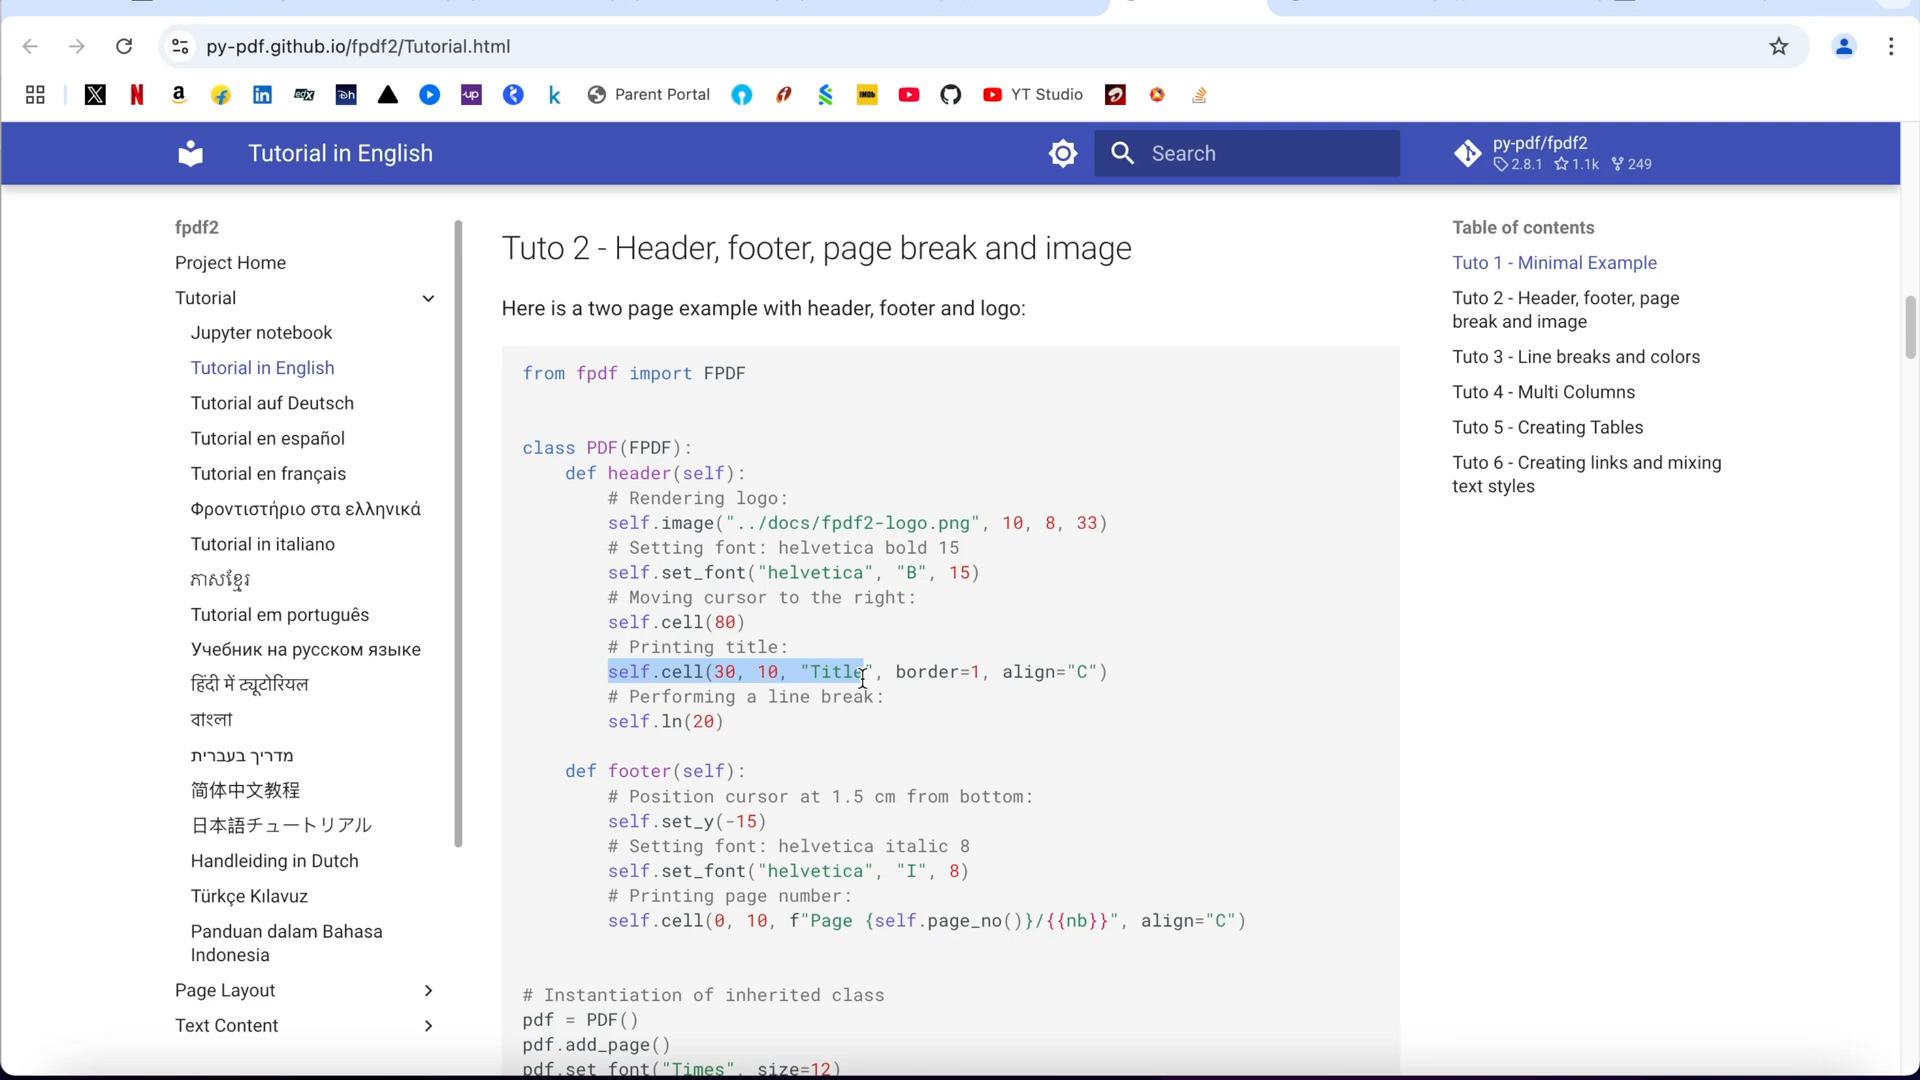 py-pdf.github.io/fpdf2/Tutorial.html
Parent Portal
YT Studio
Tutorial in English
Search
py-pdf/fpdf2
2.8.1 1.1k 249
fpdf2
Project Home
Tutorial
Jupyter notebook
Tutorial in English
Tutorial auf Deutsch
Tutorial en español
Tutorial en français
Φροντιστήριο στα ελληνικά
Tutorial in italiano
ភាសខ្មែរ
Tutorial em português
Учебник на русском языке
हिंदी में ट्यूटोरियल
বাংলা
מדריך בעברית
简体中文教程
日本語チュートリアル
Handleiding in Dutch
Türkçe Kılavuz
Panduan dalam Bahasa
Indonesia
Page Layout
Text Content
Tuto 2 - Header, footer, page break and image
Here is a two page example with header, footer and logo:
from fpdf import FPDF
class PDF(FPDF):
def header(self):
# Rendering logo:
self.image("../docs/fpdf2-logo.png", 10, 8, 33)
# Setting font: helvetica bold 15
self.set_font("helvetica", "B", 15)
# Moving cursor to the right:
self.cell(80)
# Printing title:
self.cell(30, 10, "Title", border=1, align="C")
# Performing a line break:
self.ln(20)
def footer(self):
# Position cursor at 1.5 cm from bottom:
self.set_y(-15)
# Setting font: helvetica italic 8
self.set_font("helvetica", "I", 8)
# Printing page number:
self.cell(0, 10, f"Page {self.page_no()}/{{nb}}", align="C")
# Instantiation of inherited class
pdf = PDF()
pdf.add_page()
pdf.set_font("Times", size=12)
Table of contents
Tuto 1 - Minimal Example
Tuto 2 - Header, footer, page
break and image
Tuto 3 - Line breaks and colors
Tuto 4 - Multi Columns
Tuto 5 - Creating Tables
Tuto 6 - Creating links and mixing
text styles